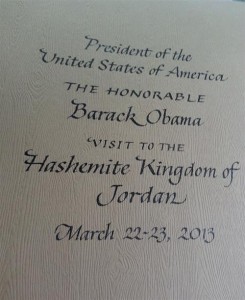 President of the
United States of America
THE HONORABLE
Barack Obama
VISIT TO THE
Hashemite Kingdom of
Jordan
March 22-23, 2013